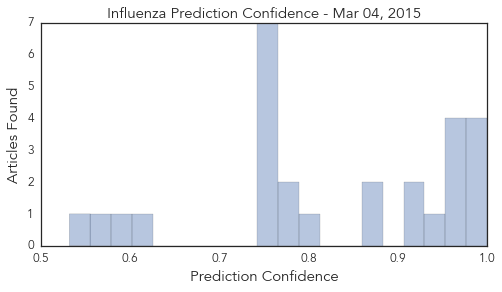 Influenza Prediction Confidence - Mar 04, 2015
Articles Found
7
6
5
4
3
2
1
0
0.5 0.6 0.7 0.8 0.9 1.0
Prediction Confidence